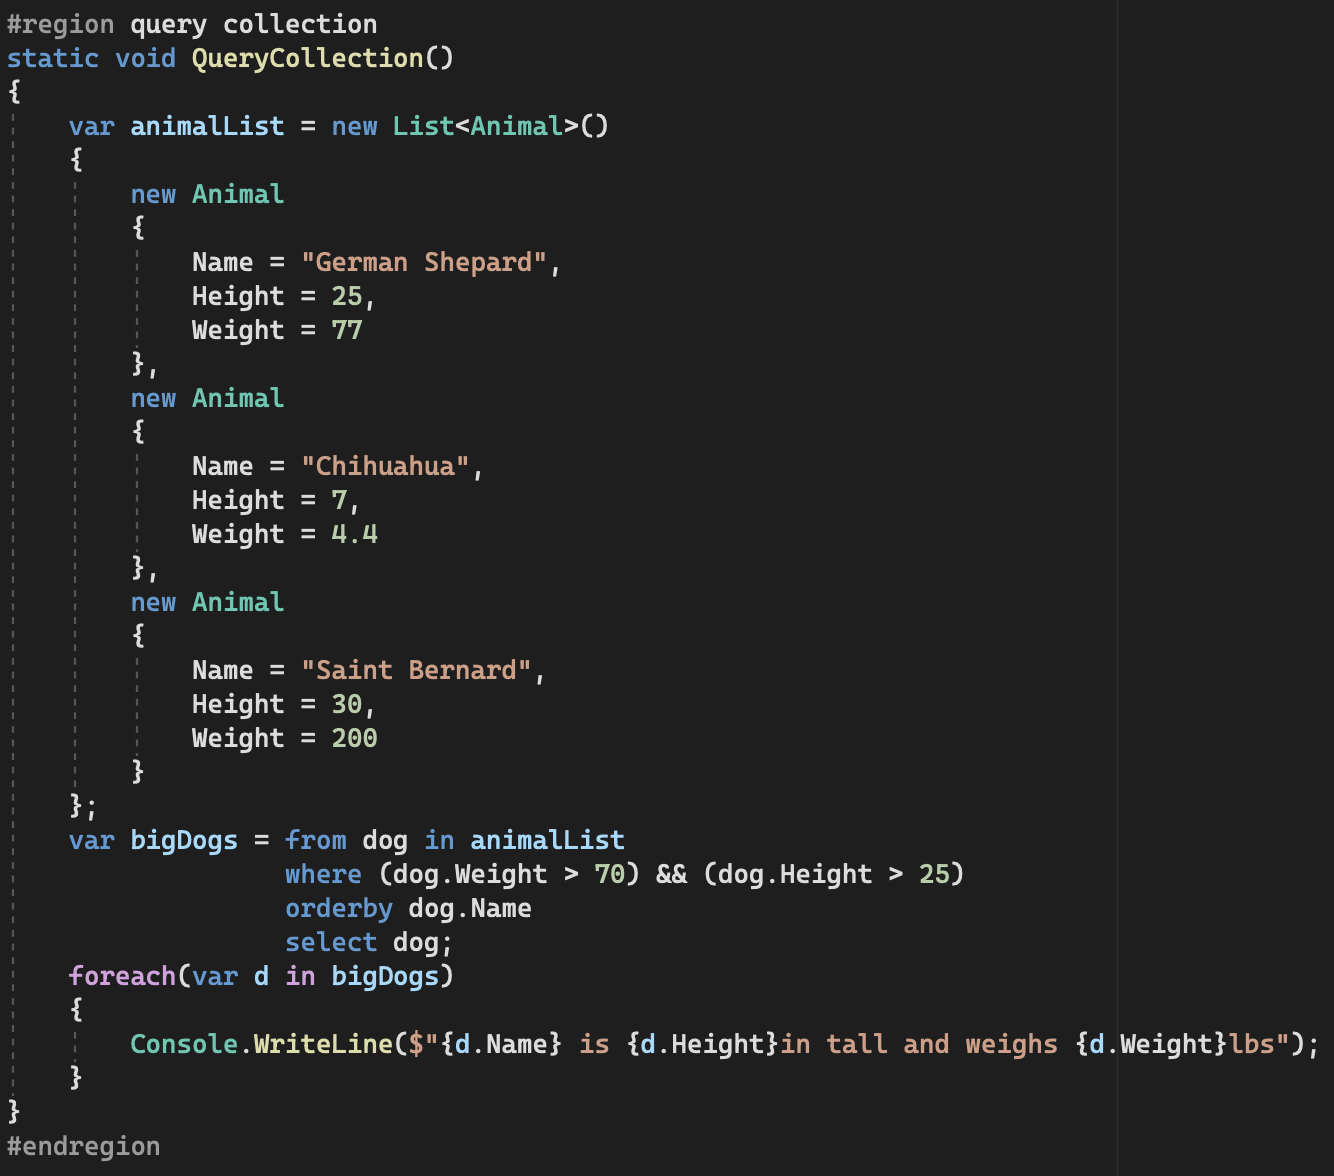 #region query collection
static void QueryCollection()
{
    var animalList = new List<Animal>()
    {
        new Animal
        {
            Name = "German Shepard",
            Height = 25,
            Weight = 77
        },
        new Animal
        {
            Name = "Chihuahua",
            Height = 7,
            Weight = 4.4
        },
        new Animal
        {
            Name = "Saint Bernard",
            Height = 30,
            Weight = 200
        }
    };
    var bigDogs = from dog in animalList
                  where (dog.Weight > 70) && (dog.Height > 25)
                  orderby dog.Name
                  select dog;
    foreach(var d in bigDogs)
    {
        Console.WriteLine($"{d.Name} is {d.Height}in tall and weighs {d.Weight}lbs");
    }
}
#endregion